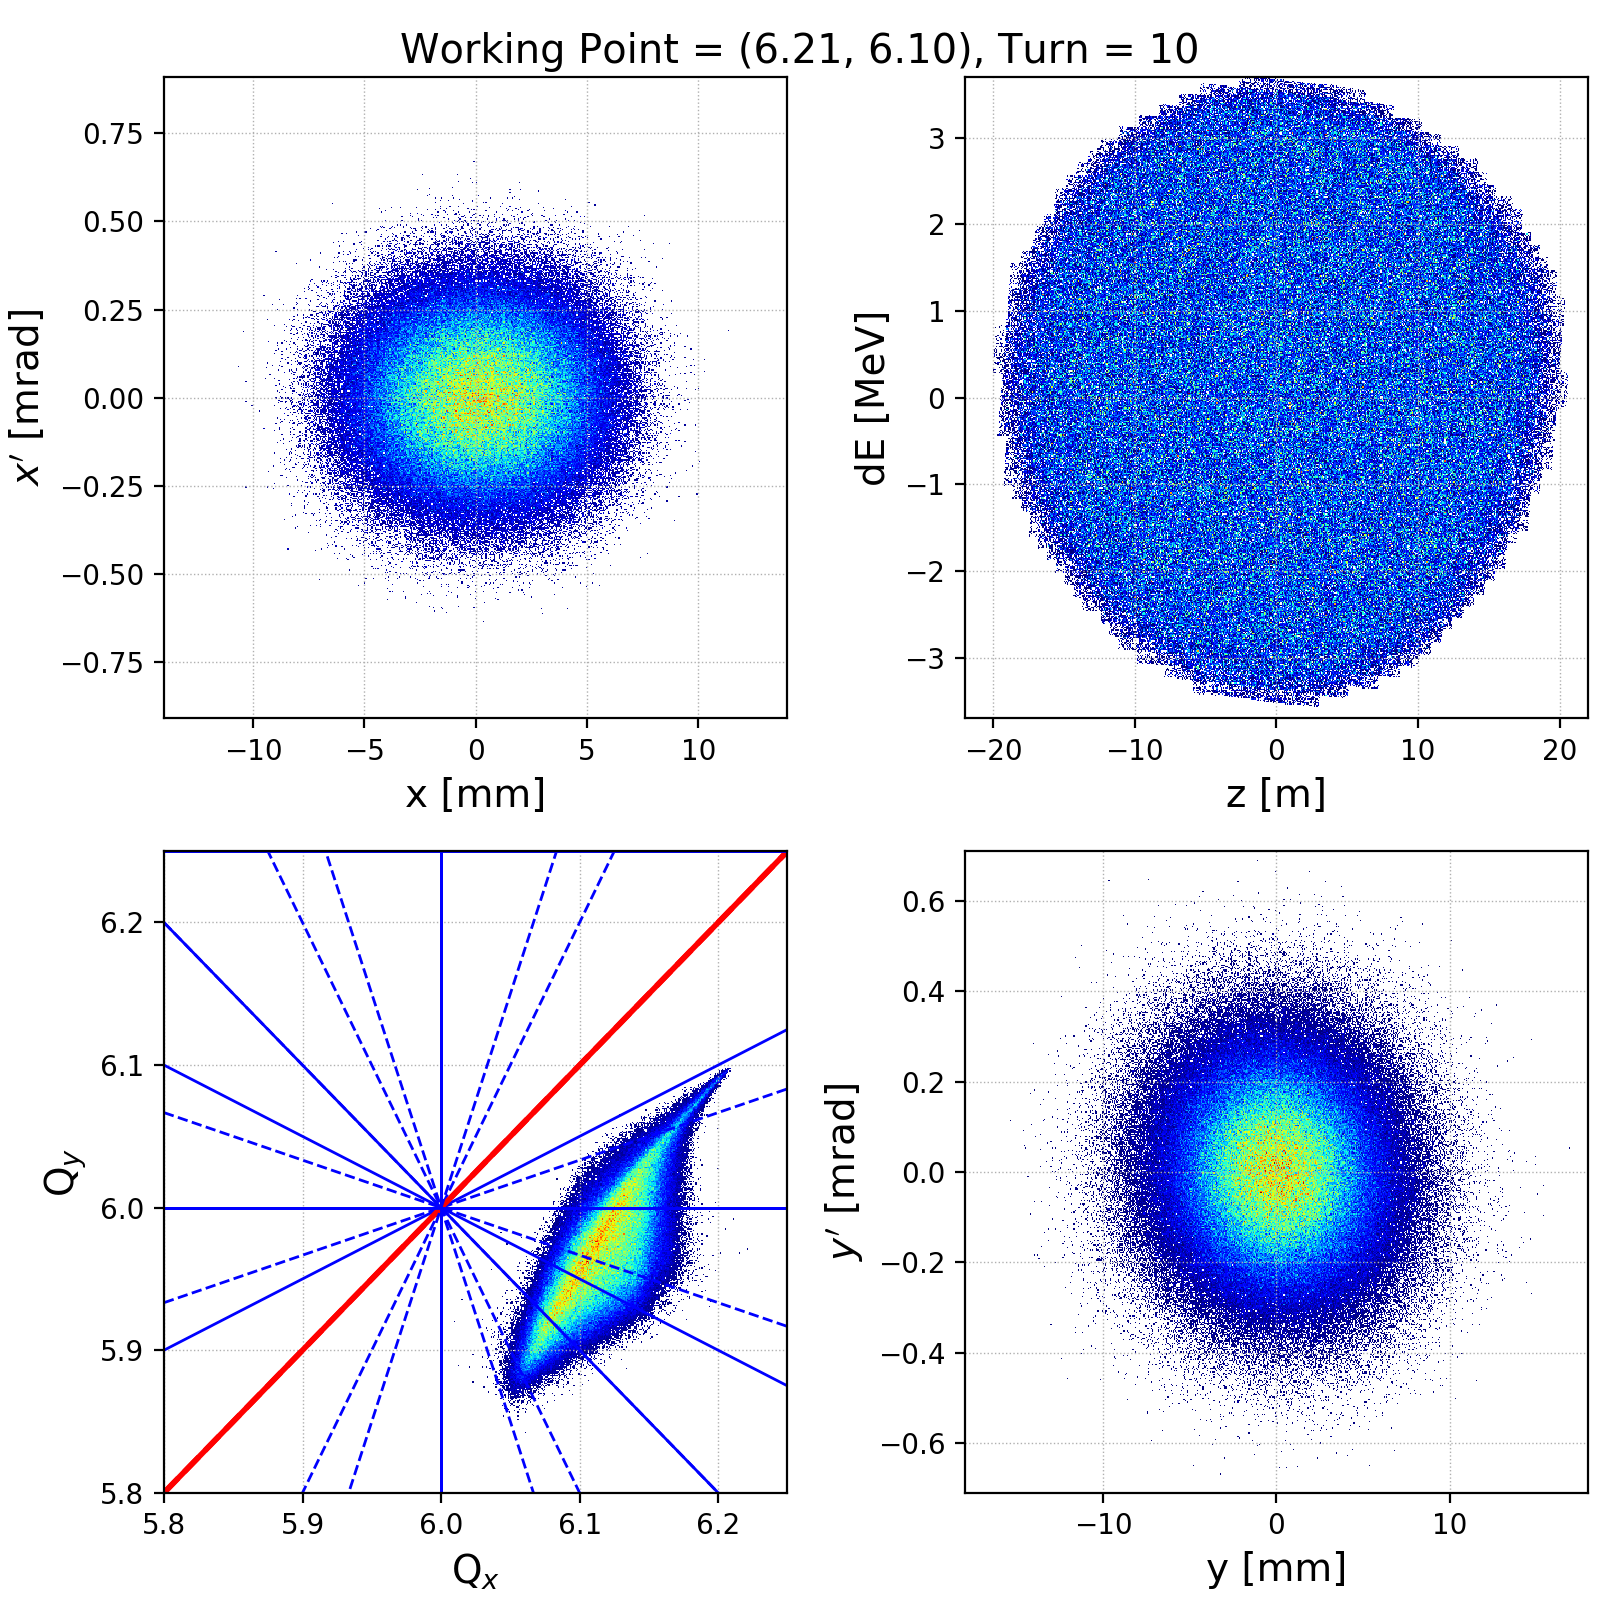 Working Point = (6.21, 6.10), Turn = 10
0.75
0.50
0.25
0.00
−0.25
−0.50
−0.75
x′ [mrad]
−10 −5 0 5 10
x [mm]
3
2
1
0
−1
−2
−3
dE [MeV]
−20 −10 0 10 20
z [m]
6.2
6.1
6.0
5.9
5.8
Qy
5.8 5.9 6.0 6.1 6.2
Qx
0.6
0.4
0.2
0.0
−0.2
−0.4
−0.6
y′ [mrad]
−10 0 10
y [mm]